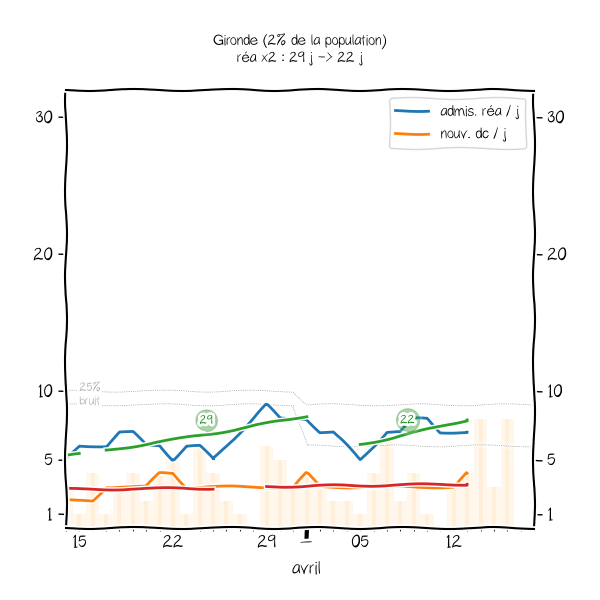 Gironde (2% de la population)
réa x2 : 29 j -> 22 j
admis. réa / j
nouv. dc / j
30
30
20
20
25%
10
10
bruit
29
22
5
5
1
1
15 22 29 05 12
avril